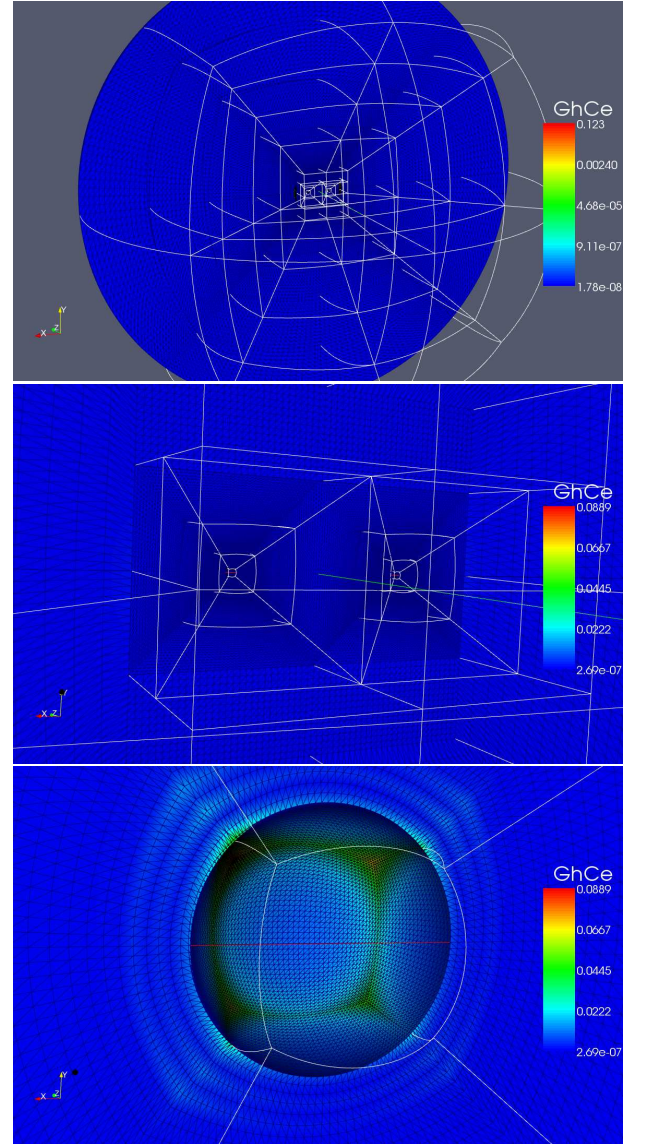 GhCe
0.123
0.00240
4.68e-05
9.11e-07
1.78e-08
Y
X
Z
GhCe
0.0889
0.0667
0.0445
0.0222
2.69e-07
Y
X
Z
GhCe
0.0889
0.0667
0.0445
0.0222
2.69e-07
Y
X
Z